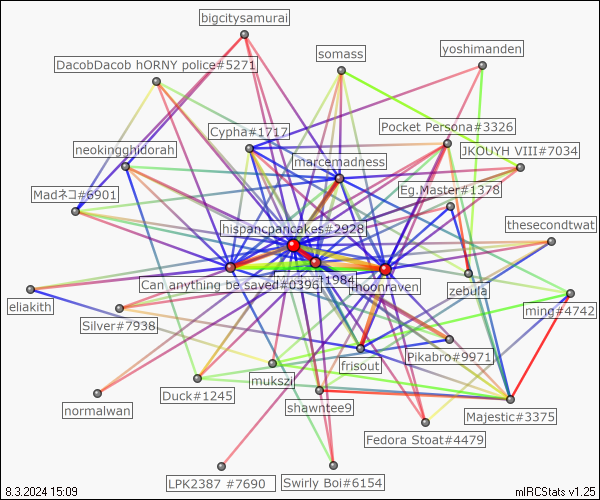 bigcitysamurai
yoshimanden
somass
DacobDacob hORNY police#5271
Cypha#1717
Pocket Persona#3326
neokingghidorah
JKOUYH VIII#7034
marcemadness
Madネコ#6901
Eg.Master#1378
hispancpancakes#2928
thesecondtwat
Can anything be saved#0396
1984
moonraven
eliakith
zebula
ming#4742
Silver#7938
Pikabro#9971
frisout
mukszi
normalwan
Duck#1245
shawntee9
Majestic#3375
Fedora Stoat#4479
LPK2387 #7690
Swirly Boi#6154
8.3.2024 15:09
mIRCStats v1.25